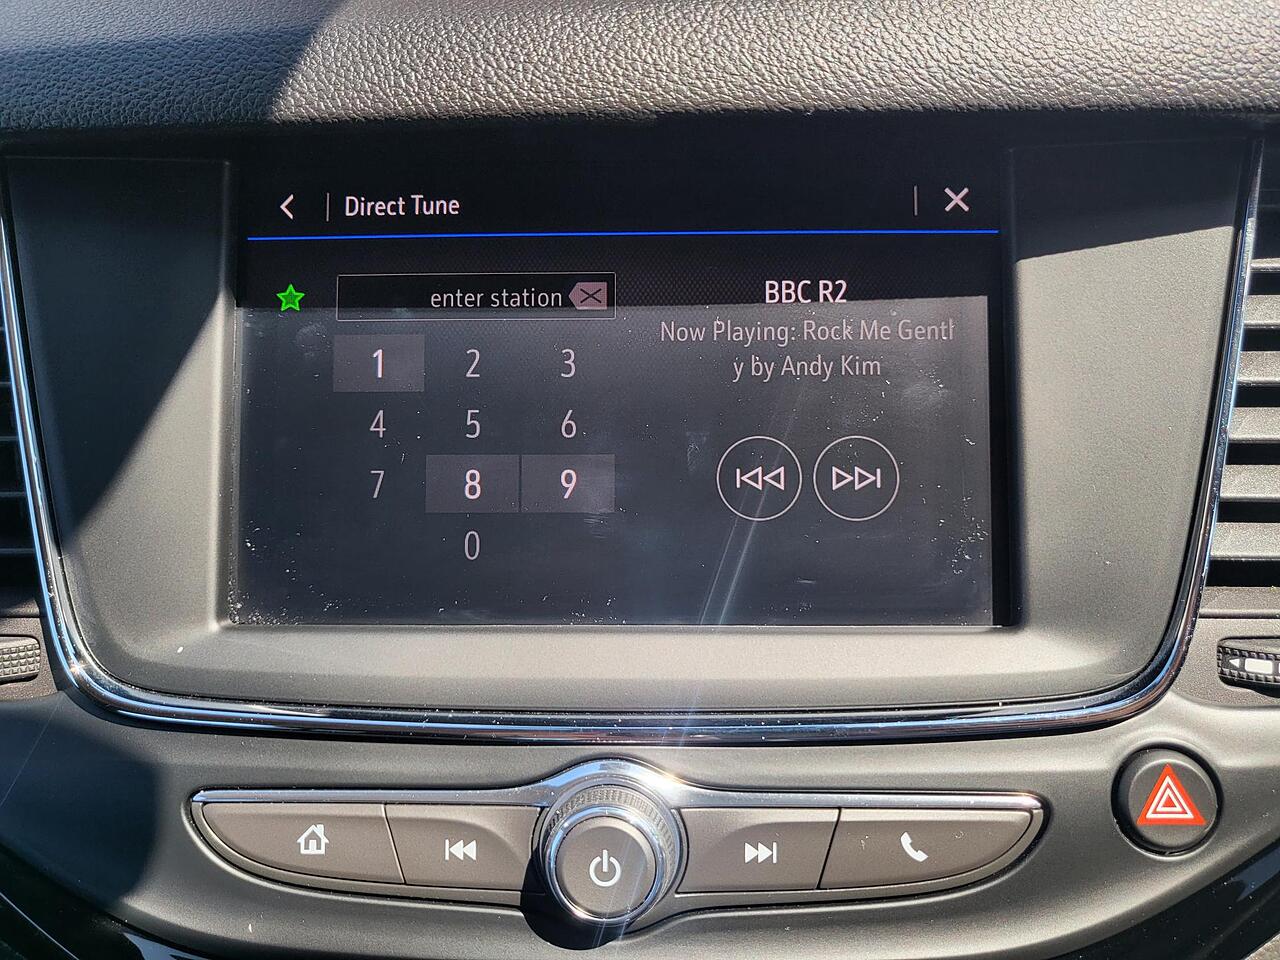 Direct Tune
enter station
BBC R2
Now Playing: Rock Me Gentl
y by Andy Kim
1 2 3
4 5 6
7 8 9
0